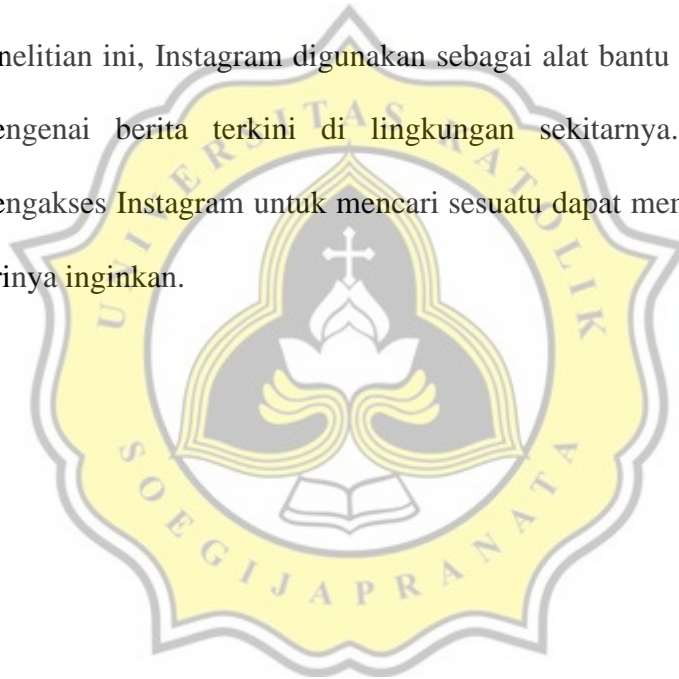 nelitian ini, Instagram digunakan sebagai alat bantu
engenai berita terkini di lingkungan sekitarnya.
engakses Instagram untuk mencari sesuatu dapat mer
rinya inginkan.
UNIVERSITAS KATOLIK
SOEGIJAPRANATA